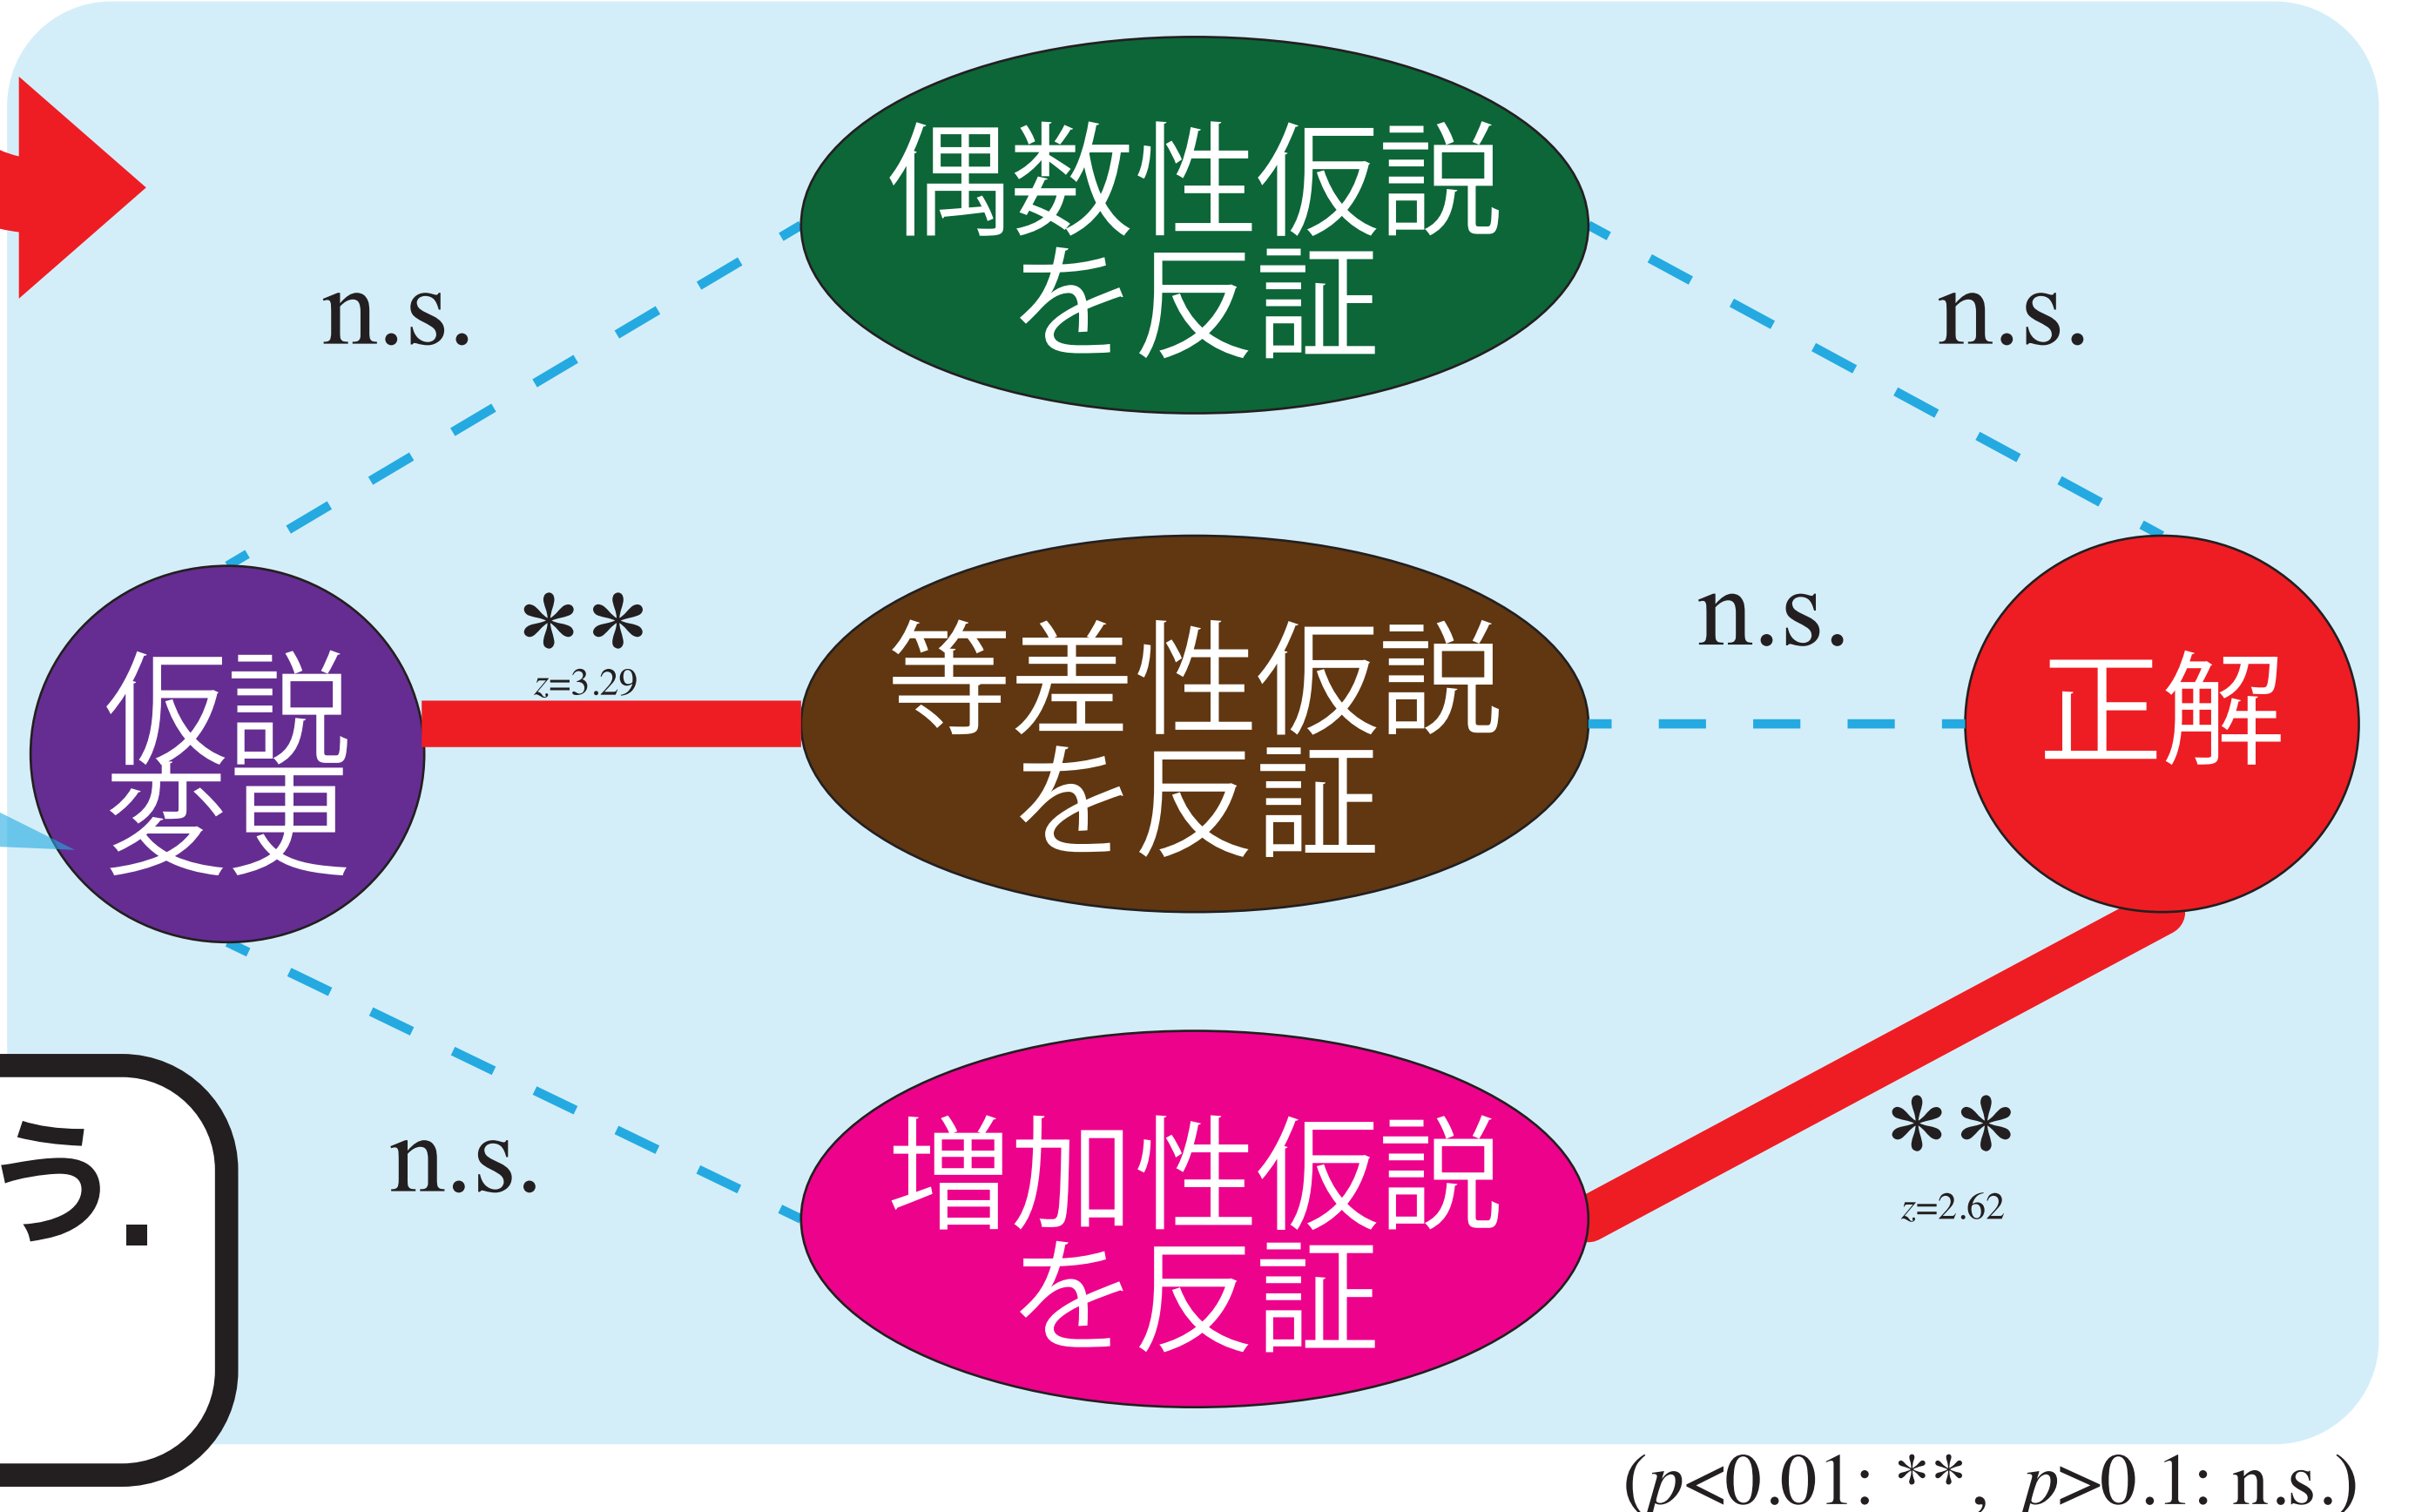 偶数性仮説
を反証
n.s.
n.s.
**
z=3.29
n.s.
仮説
変更
等差性仮説
を反証
正解
n.s.
増加性仮説
を反証
**
z=2.62
う.
(p<0.01: **, p>0.1: n.s.)